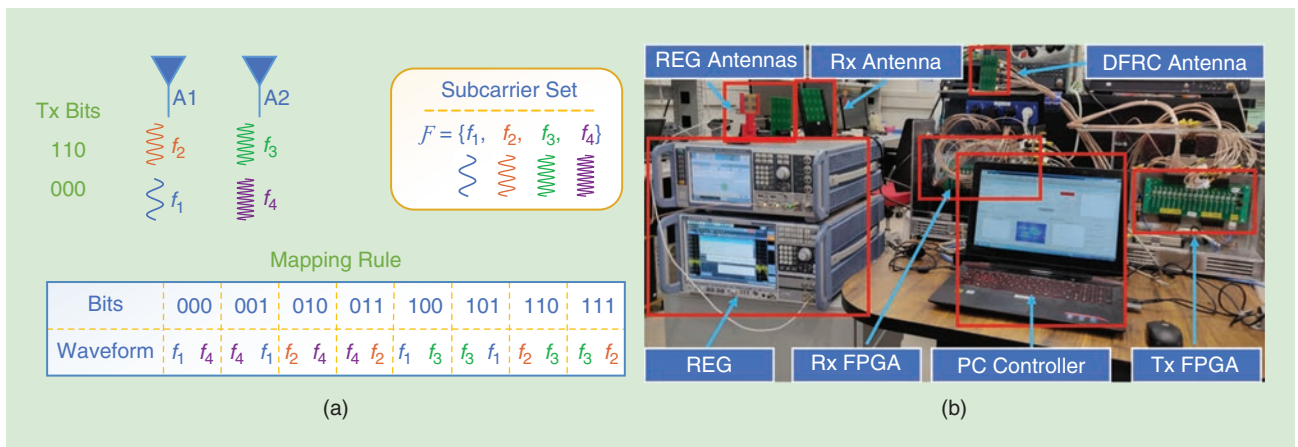 A1
A2
Tx Bits
110
000
f2
f3
f1
f4
Subcarrier Set
F = {f1, f2, f3, f4}
Mapping Rule
Bits 000 001 010 011 100 101 110 111
Waveform f1 f4 f4 f1 f2 f4 f4 f2 f1 f3 f3 f1 f2 f3 f3 f2
(a)
REG Antennas
Rx Antenna
DFRC Antenna
REG
Rx FPGA
PC Controller
Tx FPGA
(b)